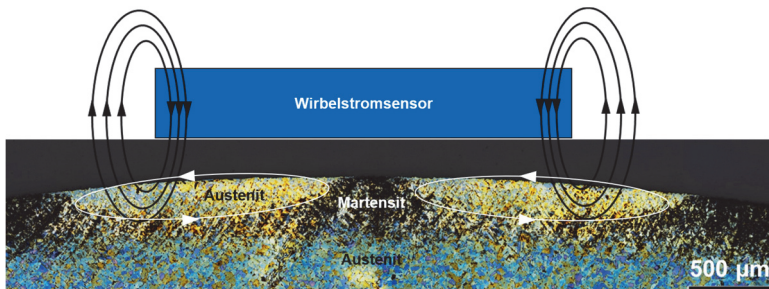 Wirbelstromsensor
Austenit
Martensit
Austenit
500 µm